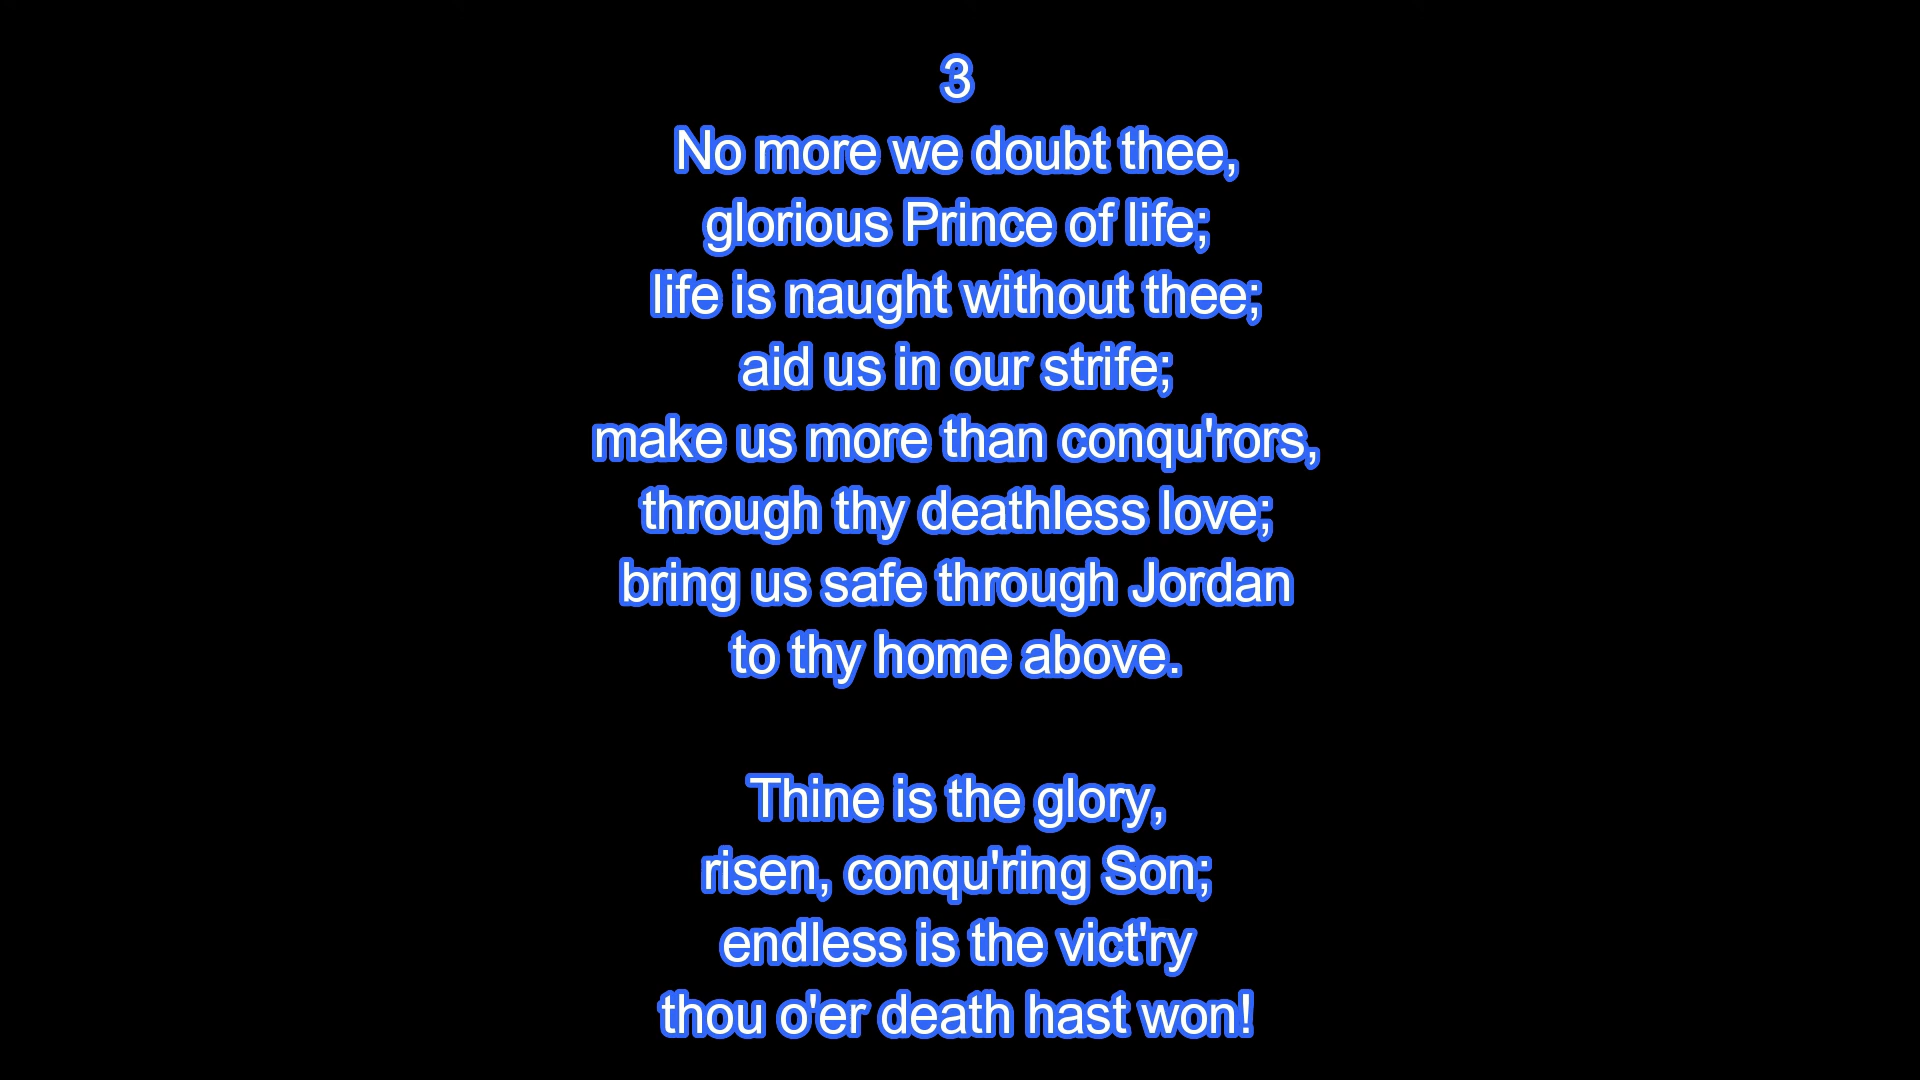 3
No more we doubt thee,
glorious Prince of life;
life is naught without thee;
aid us in our strife;
make us more than conqu'rors,
through thy deathless love;
bring us safe through Jordan
to thy home above.
Thine is the glory,
risen, conqu'ring Son;
endless is the vict'ry
thou o'er death hast won!